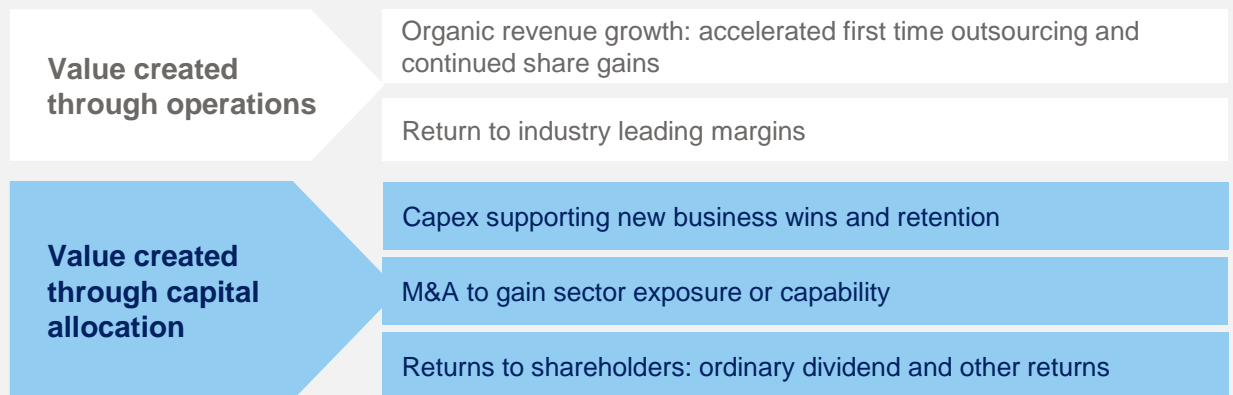 Value created
through operations
Organic revenue growth: accelerated first time outsourcing and
continued share gains
Return to industry leading margins
Value created
through capital
allocation
Capex supporting new business wins and retention
M&A to gain sector exposure or capability
Returns to shareholders: ordinary dividend and other returns